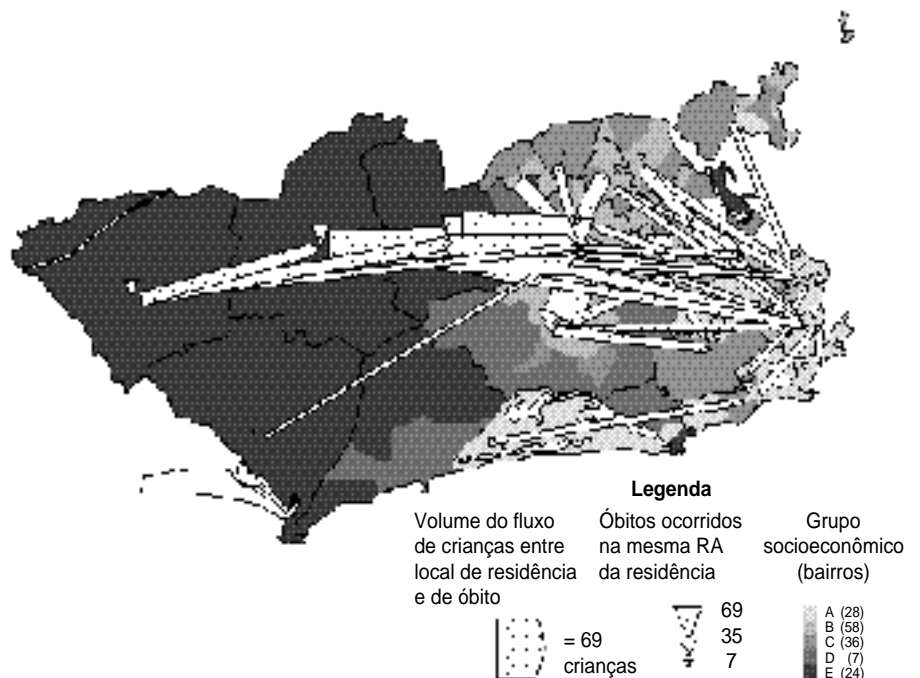 Legenda
Volume do fluxo
de crianças entre
local de residência
e de óbito
= 69
crianças
Óbitos ocorridos
na mesma RA
da residência
69
35
7
Grupo
socioeconômico
(bairros)
A (28)
B (58)
C (36)
D (7)
E (24)